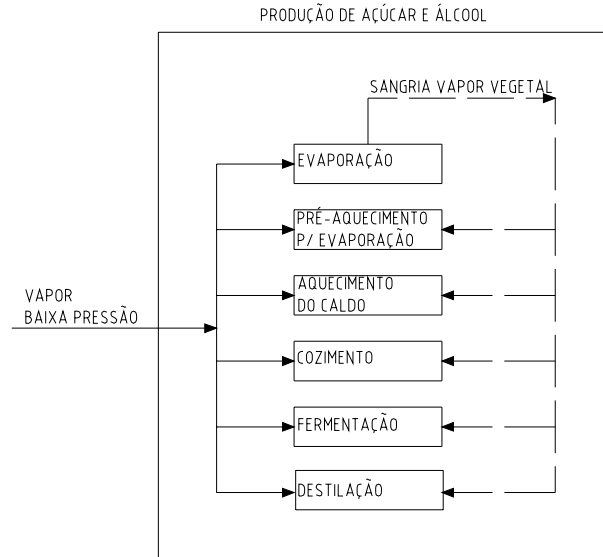 PRODUÇÃO DE AÇÚCAR E ÁLCOOL
SANGRIA VAPOR VEGETAL
EVAPORAÇÃO
PRÉ-AQUECIMENTO
P/ EVAPORAÇÃO
AQUECIMENTO
DO CALDO
VAPOR
BAIXA PRESSÃO
COZIMENTO
FERMENTAÇÃO
DESTILAÇÃO